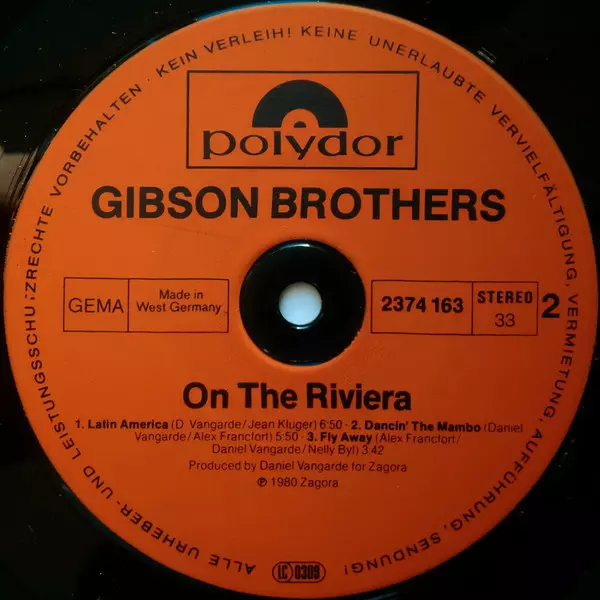 ALLE URHEBER- UND LEISTUNGSSCHUTZRECHTE VORBEHALTEN · KEIN VERLEIH! KEINE UNERLAUBTE VERVIELFÄLTIGUNG, VERMIETUNG, AUFFÜHRUNG, SENDUNG!
polydor
GIBSON BROTHERS
GEMA
Made in
West Germany
2374 163
STEREO
33
2
On The Riviera
1. Latin America (D Vangarde/Jean Kluger) 6:50 · 2. Dancin' The Mambo (Daniel
Vangarde/Alex Francfort) 5:50 · 3. Fly Away (Alex Francfort/
Daniel Vangarde/Nelly Byl) 3:42
Produced by Daniel Vangarde for Zagora
℗ 1980 Zagora
LC 0309